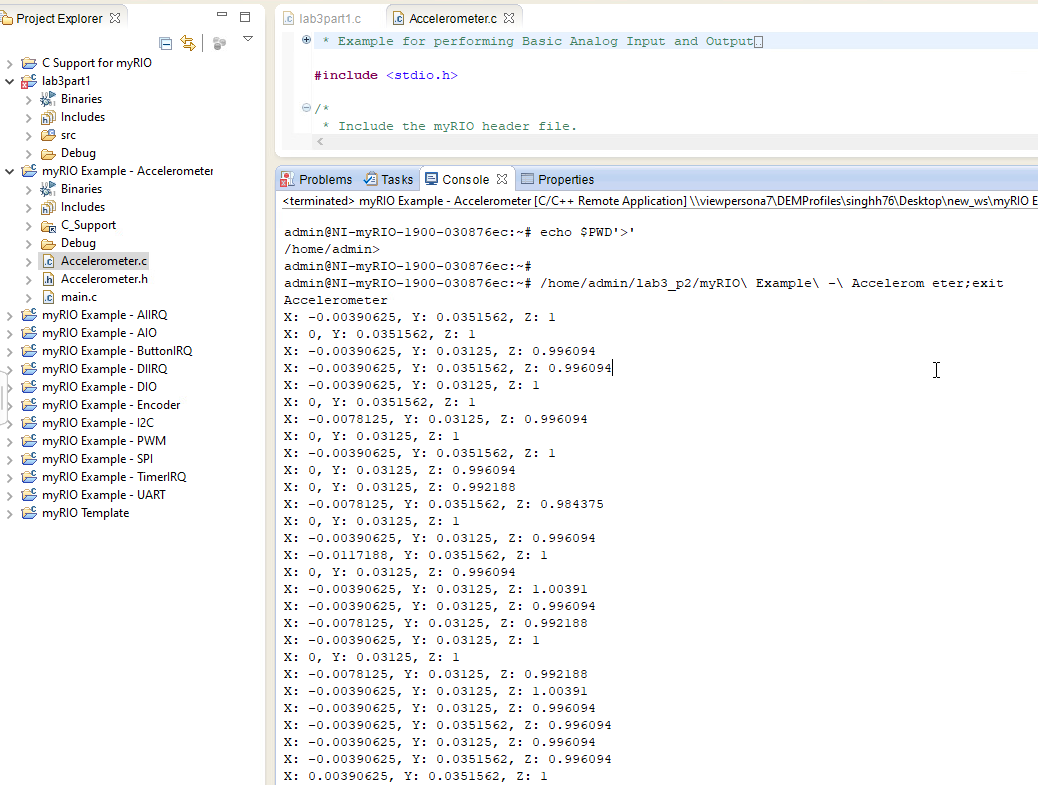 Project Explorer
C Support for myRIO
lab3part1
Binaries
Includes
src
Debug
myRIO Example - Accelerometer
Binaries
Includes
C_Support
Debug
Accelerometer.c
Accelerometer.h
main.c
myRIO Example - AIIRQ
myRIO Example - AIO
myRIO Example - ButtonIRQ
myRIO Example - DIIRQ
myRIO Example - DIO
myRIO Example - Encoder
myRIO Example - I2C
myRIO Example - PWM
myRIO Example - SPI
myRIO Example - TimerIRQ
myRIO Example - UART
myRIO Template
lab3part1.c Accelerometer.c
* Example for performing Basic Analog Input and Output
#include <stdio.h>
/*
* Include the myRIO header file.
Problems Tasks Console Properties
<terminated> myRIO Example - Accelerometer [C/C++ Remote Application] \\viewpersona7\DEMProfiles\singhh76\Desktop\new_ws\myRIO E
admin@NI-myRIO-1900-030876ec:~# echo $PWD'>'
/home/admin>
admin@NI-myRIO-1900-030876ec:~#
admin@NI-myRIO-1900-030876ec:~# /home/admin/lab3_p2/myRIO\ Example\ -\ Accelerom eter;exit
Accelerometer
X: -0.00390625, Y: 0.0351562, Z: 1
X: 0, Y: 0.0351562, Z: 1
X: -0.00390625, Y: 0.03125, Z: 0.996094
X: -0.00390625, Y: 0.0351562, Z: 0.996094
X: -0.00390625, Y: 0.03125, Z: 1
X: 0, Y: 0.0351562, Z: 1
X: -0.0078125, Y: 0.03125, Z: 0.996094
X: 0, Y: 0.03125, Z: 1
X: -0.00390625, Y: 0.0351562, Z: 1
X: 0, Y: 0.03125, Z: 0.996094
X: 0, Y: 0.03125, Z: 0.992188
X: -0.0078125, Y: 0.0351562, Z: 0.984375
X: 0, Y: 0.03125, Z: 1
X: -0.00390625, Y: 0.03125, Z: 0.996094
X: -0.0117188, Y: 0.0351562, Z: 1
X: 0, Y: 0.03125, Z: 0.996094
X: -0.00390625, Y: 0.03125, Z: 1.00391
X: -0.00390625, Y: 0.03125, Z: 0.996094
X: -0.0078125, Y: 0.03125, Z: 0.992188
X: -0.00390625, Y: 0.03125, Z: 1
X: 0, Y: 0.03125, Z: 1
X: -0.0078125, Y: 0.03125, Z: 0.992188
X: -0.00390625, Y: 0.03125, Z: 1.00391
X: -0.00390625, Y: 0.03125, Z: 0.996094
X: -0.00390625, Y: 0.0351562, Z: 0.996094
X: -0.00390625, Y: 0.03125, Z: 0.996094
X: -0.00390625, Y: 0.0351562, Z: 0.996094
X: 0.00390625, Y: 0.0351562, Z: 1